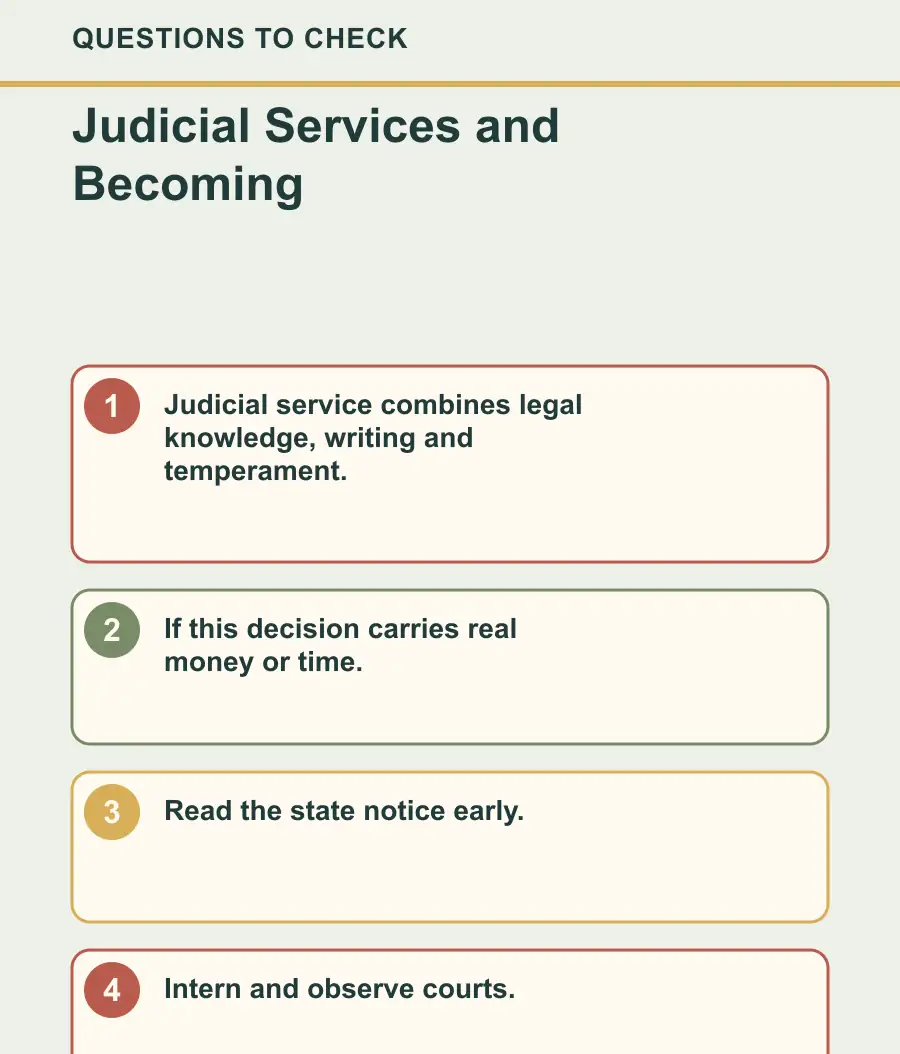 QUESTIONS TO CHECK
Judicial Services and
Becoming
1
Judicial service combines legal
knowledge, writing and
temperament.
2
If this decision carries real
money or time.
3
Read the state notice early.
4
Intern and observe courts.